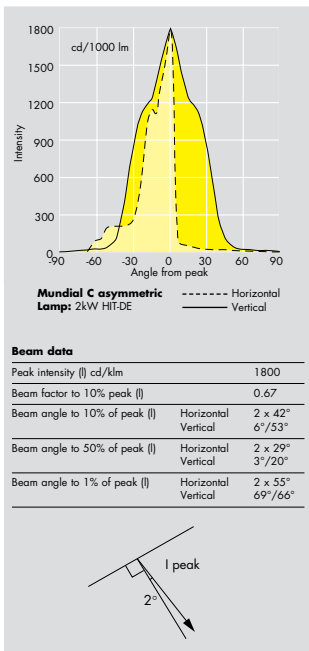 1800
cd/1000 lm
1500
1200
900
600
300
0
Intensity
-90 -60 -30 0 30 60 90
Angle from peak
Mundial C asymmetric ------ Horizontal
Lamp: 2kW HIT-DE —— Vertical
Beam data
Peak intensity (I) cd/klm 1800
Beam factor to 10% peak (I) 0.67
Beam angle to 10% of peak (I) Horizontal 2 x 42°
Vertical 6°/53°
Beam angle to 50% of peak (I) Horizontal 2 x 29°
Vertical 3°/20°
Beam angle to 1% of peak (I) Horizontal 2 x 55°
Vertical 69°/66°
I peak
2°